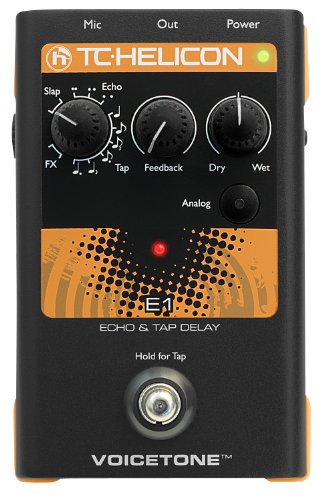 Mic Out Power
TC·HELICON
Slap Echo
FX Tap Feedback Dry Wet
Analog
E1
ECHO & TAP DELAY
Hold for Tap
VOICETONE™